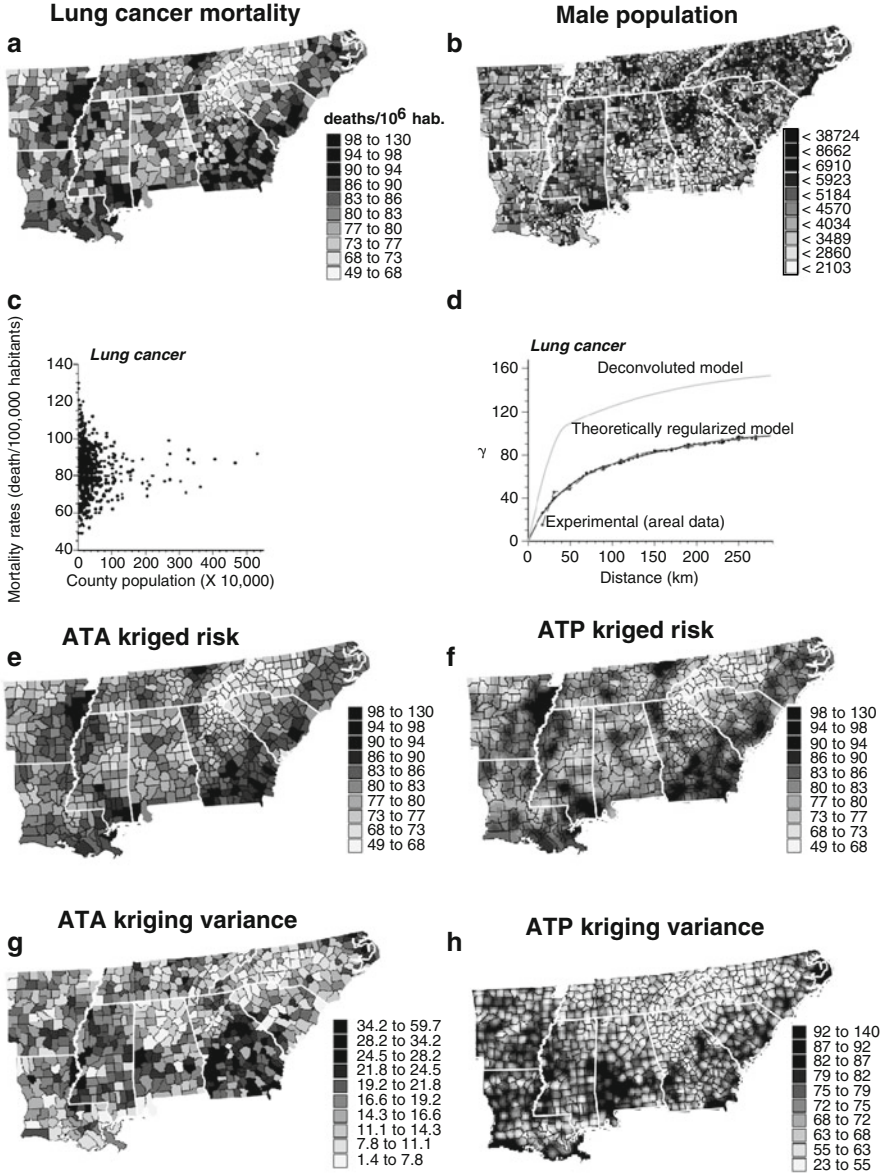 Lung cancer mortality
a
deaths/10⁶ hab.
98 to 130
94 to 98
90 to 94
86 to 90
83 to 86
80 to 83
77 to 80
73 to 77
68 to 73
49 to 68
Male population
b
< 38724
< 8662
< 6910
< 5923
< 5184
< 4570
< 4034
< 3489
< 2860
< 2103
c
Lung cancer
Mortality rates (death/100,000 habitants)
140
120
100
80
60
40
0 100 200 300 400 500
County population (X 10,000)
d
Lung cancer
160
120
80
40
0
γ
Deconvoluted model
Theoretically regularized model
Experimental (areal data)
0 50 100 150 200 250
Distance (km)
ATA kriged risk
e
98 to 130
94 to 98
90 to 94
86 to 90
83 to 86
80 to 83
77 to 80
73 to 77
68 to 73
49 to 68
ATP kriged risk
f
98 to 130
94 to 98
90 to 94
86 to 90
83 to 86
80 to 83
77 to 80
73 to 77
68 to 73
49 to 68
ATA kriging variance
g
34.2 to 59.7
28.2 to 34.2
24.5 to 28.2
21.8 to 24.5
19.2 to 21.8
16.6 to 19.2
14.3 to 16.6
11.1 to 14.3
7.8 to 11.1
1.4 to 7.8
ATP kriging variance
h
92 to 140
87 to 92
82 to 87
79 to 82
75 to 79
72 to 75
68 to 72
63 to 68
55 to 63
23 to 55